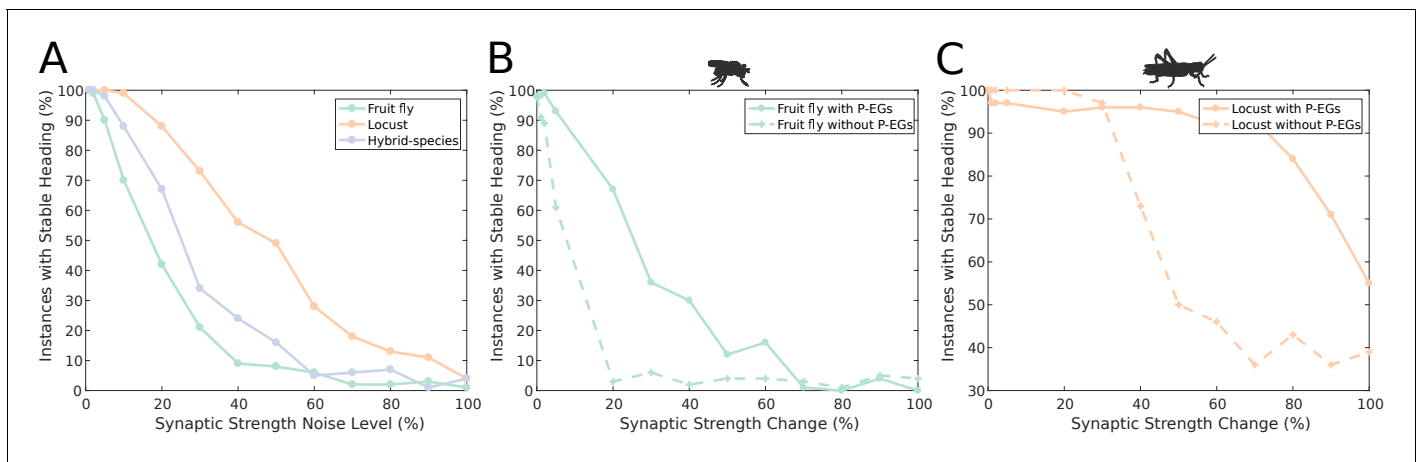 A
Instances with Stable Heading (%)
100
90
80
70
60
50
40
30
20
10
0
0 20 40 60 80 100
Synaptic Strength Noise Level (%)
Fruit fly
Locust
Hybrid-species
B
Instances with Stable Heading (%)
100
90
80
70
60
50
40
30
20
10
0
0 20 40 60 80 100
Synaptic Strength Change (%)
Fruit fly with P-EGs
Fruit fly without P-EGs
C
Instances with Stable Heading (%)
100
90
80
70
60
50
40
30
0 20 40 60 80 100
Synaptic Strength Change (%)
Locust with P-EGs
Locust without P-EGs